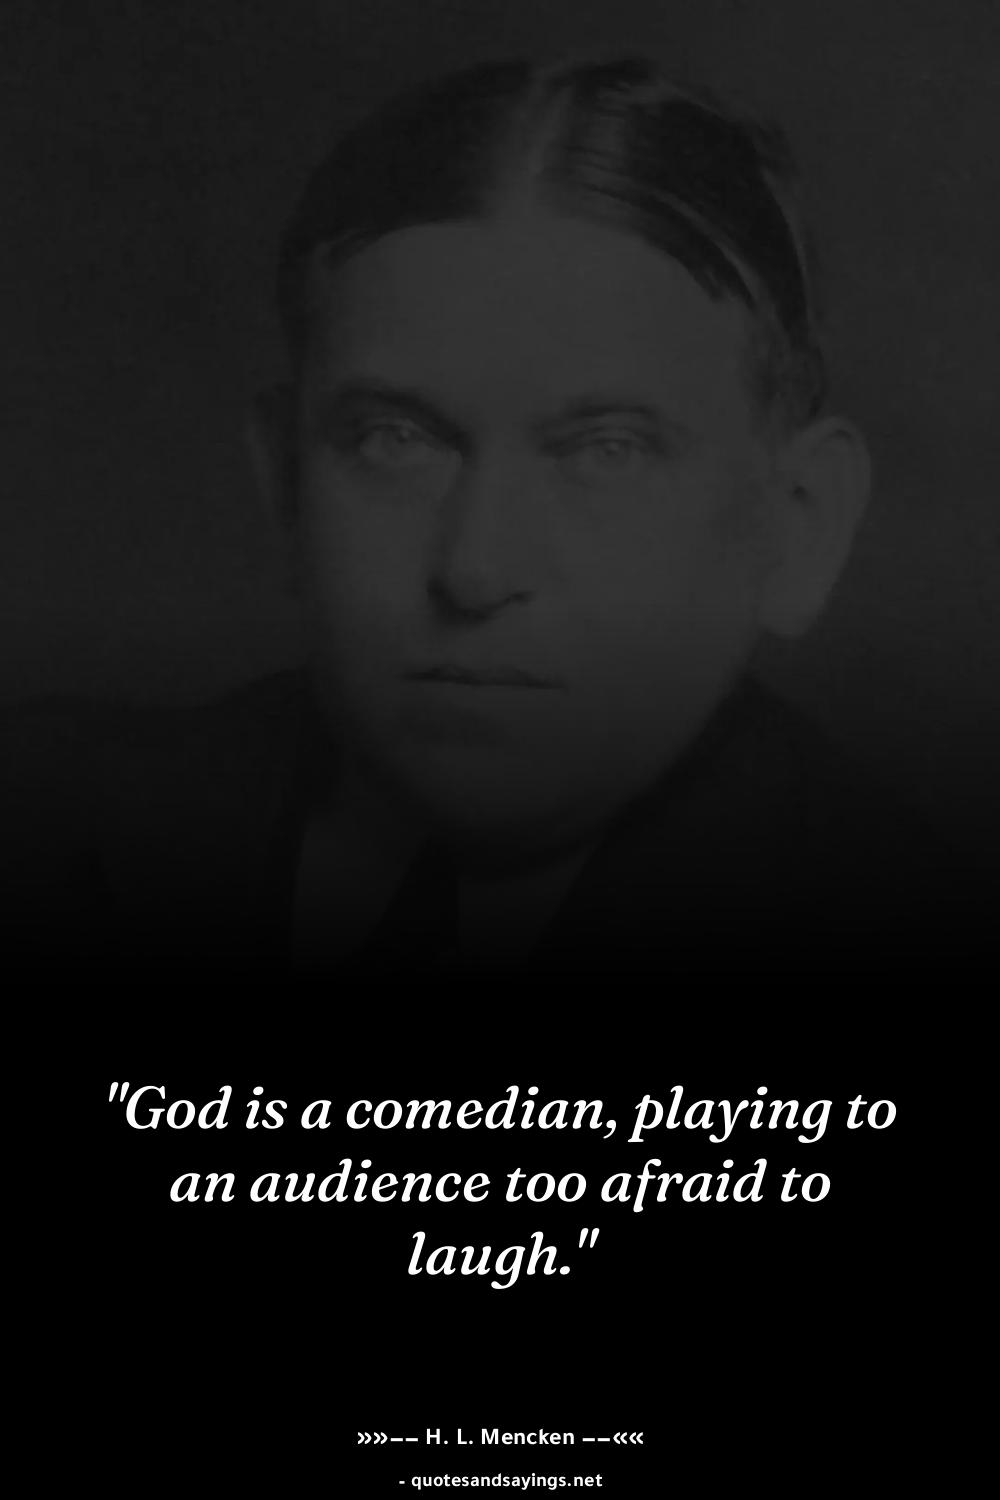 "God is a comedian, playing to
an audience too afraid to
laugh."
»»−− H. L. Mencken −−««
- quotesandsayings.net